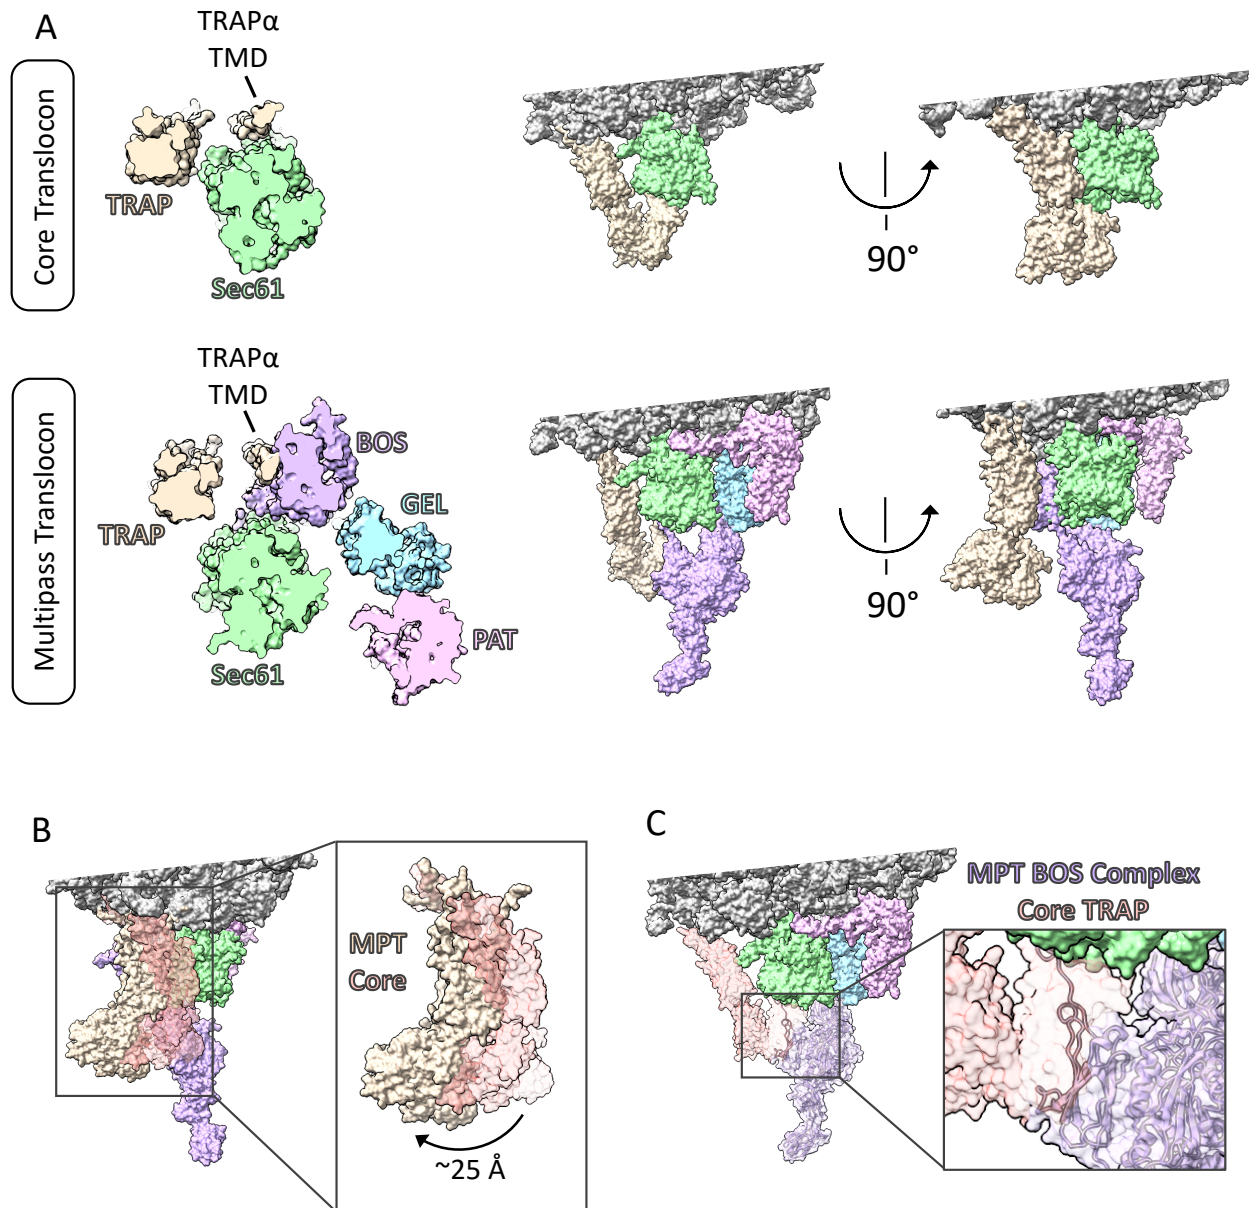 A
Core Translocon
TRAPα
TMD
TRAP
Sec61
90°
Multipass Translocon
TRAPα
TMD
BOS
GEL
TRAP
PAT
Sec61
90°
B
MPT
Core
~25 Å
C
MPT BOS Complex
Core TRAP